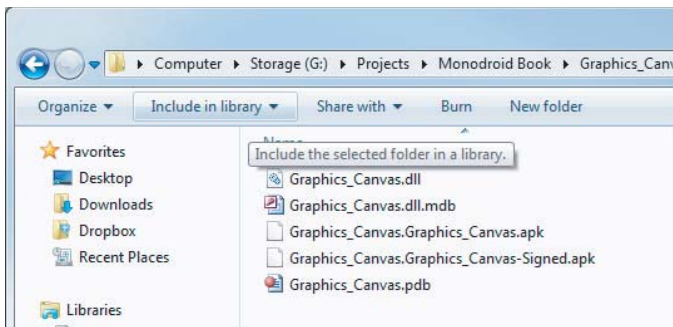 Computer Storage (G:) Projects Monodroid Book Graphics_Can
Organize Include in library Share with Burn New folder
Favorites
Desktop
Downloads
Dropbox
Recent Places
Libraries
Name
Include the selected folder in a library.
Graphics_Canvas.dll
Graphics_Canvas.dll.mdb
Graphics_Canvas.Graphics_Canvas.apk
Graphics_Canvas.Graphics_Canvas-Signed.apk
Graphics_Canvas.pdb